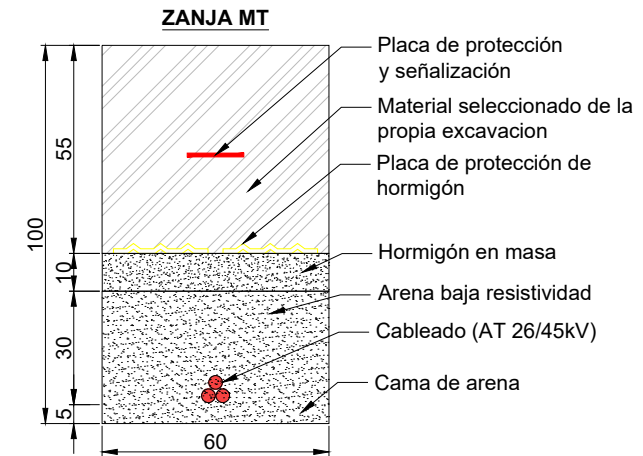 ZANJA MT
Placa de protección
y señalización
Material seleccionado de la
propia excavacion
Placa de protección de
hormigón
Hormigón en masa
Arena baja resistividad
Cableado (AT 26/45kV)
Cama de arena
100
55
10
30
5
60